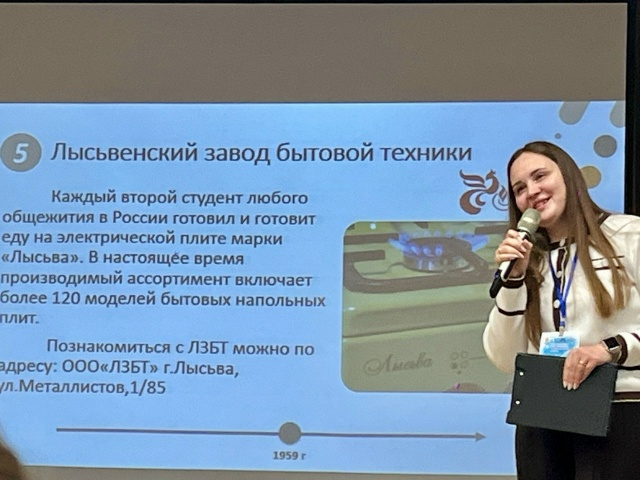 5 Лысьвенский завод бытовой техники
Каждый второй студент любого
общежития в России готовил и готовит
еду на электрической плите марки
«Лысьва». В настоящее время
производимый ассортимент включает
более 120 моделей бытовых напольных
плит.
Познакомиться с ЛЗБТ можно по
адресу: ООО«ЛЗБТ» г.Лысьва,
ул.Металлистов,1/85
Лысьва
1959 г